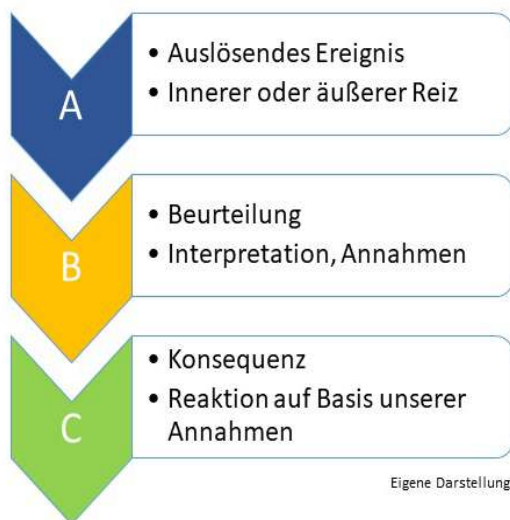 A
• Auslösendes Ereignis
• Innerer oder äußerer Reiz
B
• Beurteilung
• Interpretation, Annahmen
C
• Konsequenz
• Reaktion auf Basis unserer
Annahmen
Eigene Darstellung